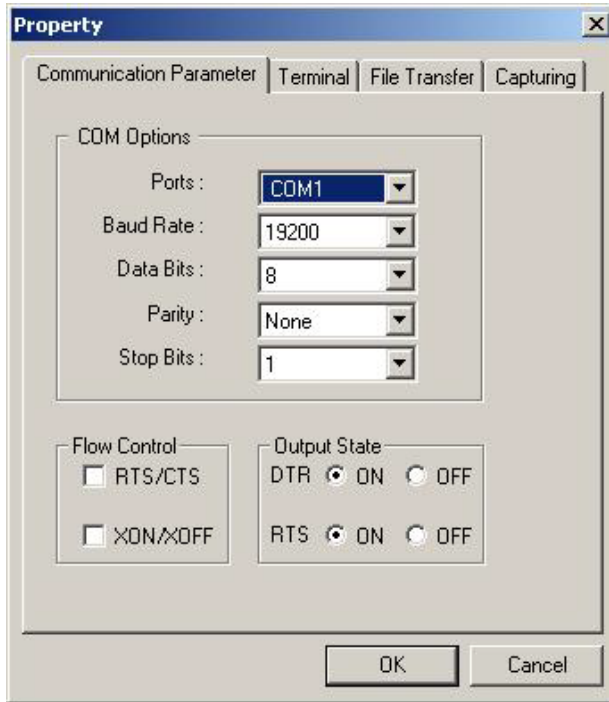 Property
Communication Parameter Terminal File Transfer Capturing
COM Options
Ports : COM1
Baud Rate : 19200
Data Bits : 8
Parity : None
Stop Bits : 1
Flow Control
RTS/CTS
XON/XOFF
Output State
DTR ON OFF
RTS ON OFF
OK Cancel